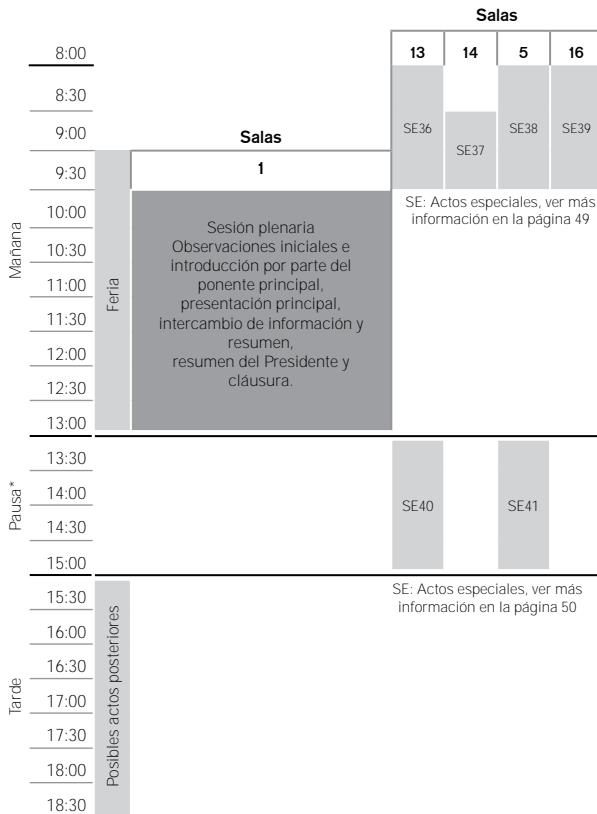 Salas
13 14 5 16
8:00
8:30
9:00
9:30
10:00
10:30
11:00
11:30
12:00
12:30
13:00
13:30
14:00
14:30
15:00
15:30
16:00
16:30
17:00
17:30
18:00
18:30
Mañana
Pausa*
Tarde
Feria
Salas
1
Sesión plenaria
Observaciones iniciales e
introducción por parte del
ponente principal,
presentación principal,
intercambio de información y
resumen,
resumen del Presidente y
cláusura.
SE36
SE37
SE38
SE39
SE: Actos especiales, ver más
información en la página 49
SE40
SE41
SE: Actos especiales, ver más
información en la página 50
Posibles actos posteriores